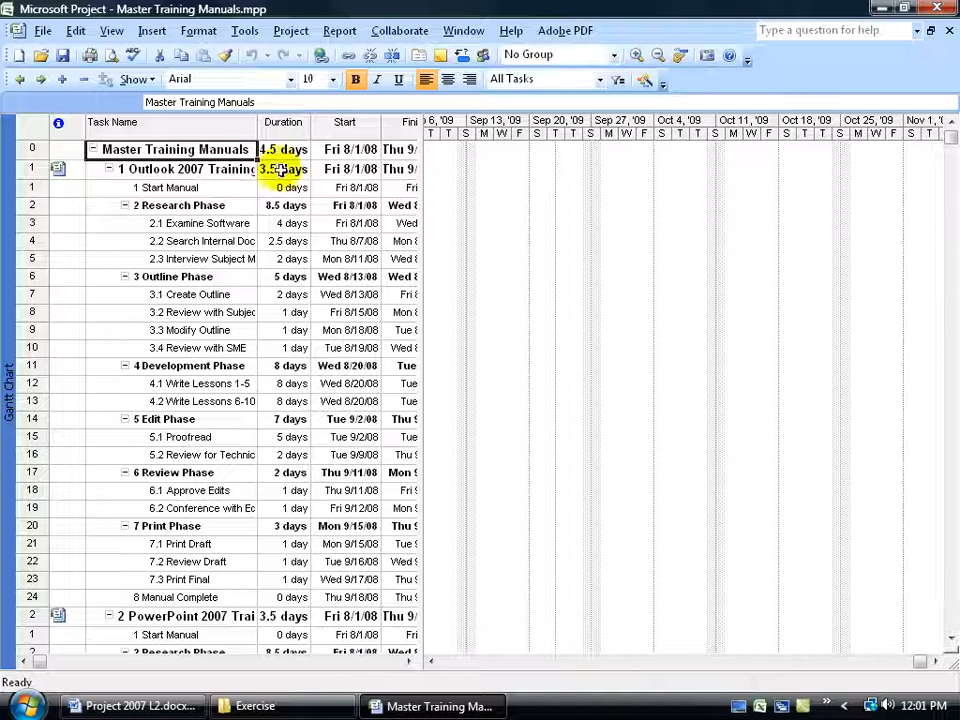 Microsoft Project - Master Training Manuals.mpp
File Edit View Insert Format Tools Project Report Collaborate Window Help Adobe PDF Type a question for help
No Group
Show Arial 10 B I U All Tasks
Master Training Manuals
Task Name Duration Start Fini 6, '09 Sep 13, '09 Sep 20, '09 Sep 27, '09 Oct 4, '09 Oct 11, '09 Oct 18, '09 Oct 25, '09 Nov 1, '0
T T S M W F S T T S M W F S T T S M W F S T T S M W F S T
0 Master Training Manuals 4.5 days Fri 8/1/08 Thu 9/
1 1 Outlook 2007 Training 3.5 days Fri 8/1/08 Thu 9/
1 1 Start Manual 0 days Fri 8/1/08 Fri
2 2 Research Phase 8.5 days Fri 8/1/08 Wed 8
3 2.1 Examine Software 4 days Fri 8/1/08 Wed
4 2.2 Search Internal Doc 2.5 days Thu 8/7/08 Mon 8
5 2.3 Interview Subject M 2 days Mon 8/11/08 Wed 8
6 3 Outline Phase 5 days Wed 8/13/08 Wed 8
7 3.1 Create Outline 2 days Wed 8/13/08 Fri
8 3.2 Review with Subjec 1 day Fri 8/15/08 Mon 8
9 3.3 Modify Outline 1 day Mon 8/18/08 Tue 8
10 3.4 Review with SME 1 day Tue 8/19/08 Wed 8
11 4 Development Phase 8 days Wed 8/20/08 Tue
12 4.1 Write Lessons 1-5 8 days Wed 8/20/08 Tue
13 4.2 Write Lessons 6-10 8 days Wed 8/20/08 Tue
14 5 Edit Phase 7 days Tue 9/2/08 Thu 9
15 5.1 Proofread 5 days Tue 9/2/08 Tue
16 5.2 Review for Technic 2 days Tue 9/9/08 Thu 9
17 6 Review Phase 2 days Thu 9/11/08 Mon 9
18 6.1 Approve Edits 1 day Thu 9/11/08 Fri
19 6.2 Conference with Ec 1 day Fri 9/12/08 Mon 9
20 7 Print Phase 3 days Mon 9/15/08 Thu 9
21 7.1 Print Draft 1 day Mon 9/15/08 Tue 9
22 7.2 Review Draft 1 day Tue 9/16/08 Wed 9
23 7.3 Print Final 1 day Wed 9/17/08 Thu 9
24 8 Manual Complete 0 days Thu 9/18/08 Thu 9
2 2 PowerPoint 2007 Trai 3.5 days Fri 8/1/08 Thu 9/
1 1 Start Manual 0 days Fri 8/1/08 Fri
Gantt Chart
Ready
Project 2007 L2.docx... Exercise Master Training Ma... 12:01 PM